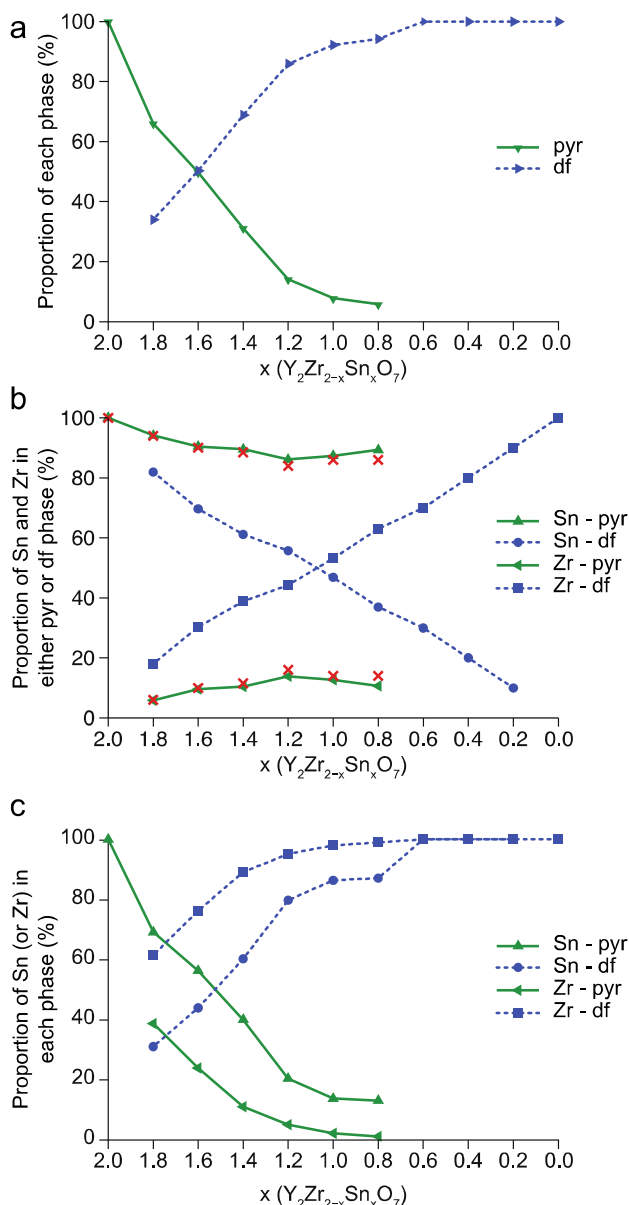 a
Proportion of each phase (%)
100
80
60
40
20
0
2.0 1.8 1.6 1.4 1.2 1.0 0.8 0.6 0.4 0.2 0.0
x (Y₂Zr₂₋ₓSnₓO₇)
pyr
df
b
Proportion of Sn and Zr in
either pyr or df phase (%)
100
80
60
40
20
0
2.0 1.8 1.6 1.4 1.2 1.0 0.8 0.6 0.4 0.2 0.0
x (Y₂Zr₂₋ₓSnₓO₇)
Sn - pyr
Sn - df
Zr - pyr
Zr - df
c
Proportion of Sn (or Zr) in
each phase (%)
100
80
60
40
20
0
2.0 1.8 1.6 1.4 1.2 1.0 0.8 0.6 0.4 0.2 0.0
x (Y₂Zr₂₋ₓSnₓO₇)
Sn - pyr
Sn - df
Zr - pyr
Zr - df